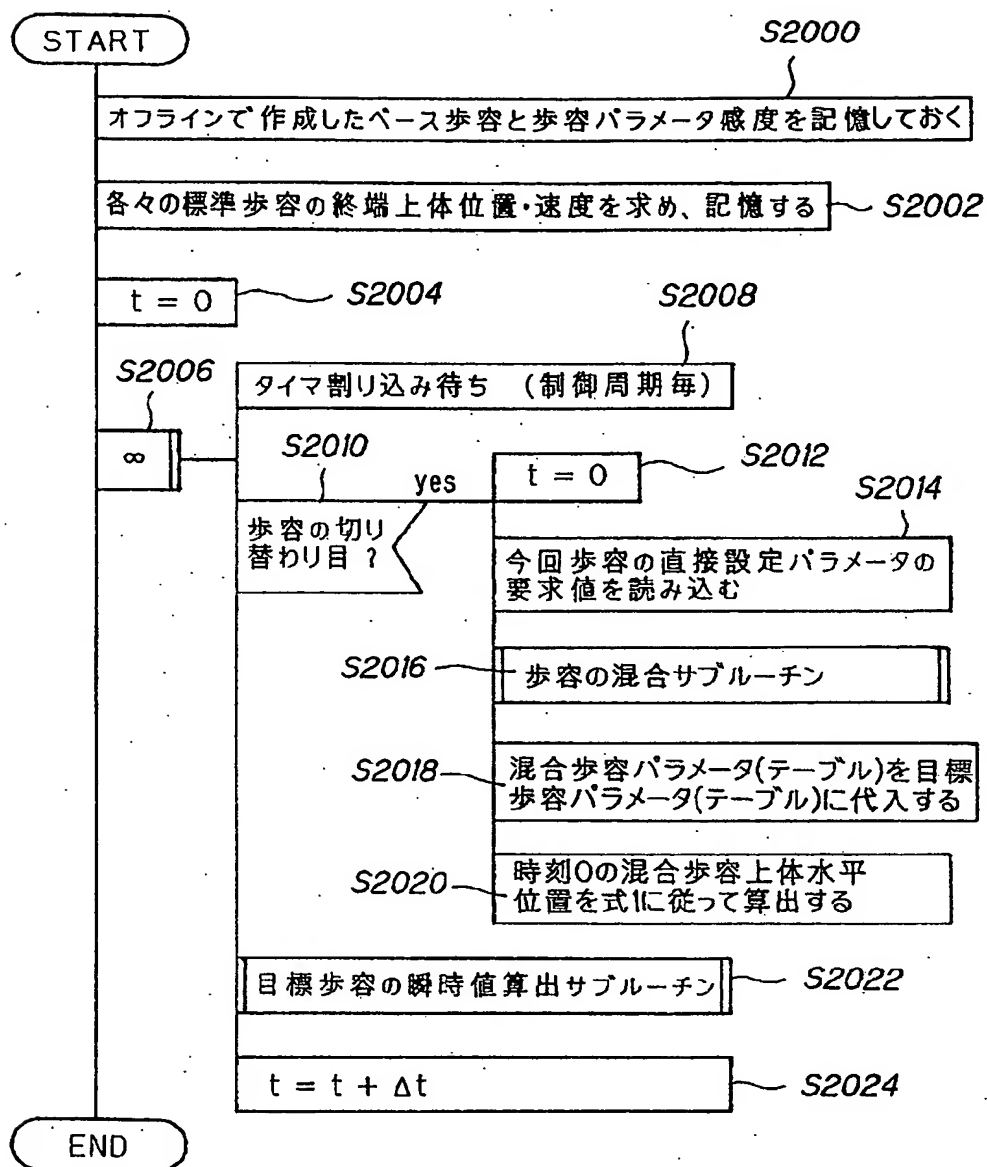 START
S2000
オフラインで作成したベース歩容と歩容パラメータ感度を記憶しておく
各々の標準歩容の終端上体位置・速度を求め、記憶する
S2002
t = 0
S2004
S2006
∞
S2008
タイマ割り込み待ち (制御周期毎)
S2010
歩容の切り
替わり目?
yes
t = 0
S2012
S2014
今回歩容の直接設定パラメータの
要求値を読み込む
S2016
歩容の混合サブルーチン
S2018
混合歩容パラメータ(テーブル)を目標
歩容パラメータ(テーブル)に代入する
S2020
時刻0の混合歩容上体水平
位置を式1に従って算出する
目標歩容の瞬時値算出サブルーチン
S2022
t = t + Δt
S2024
END